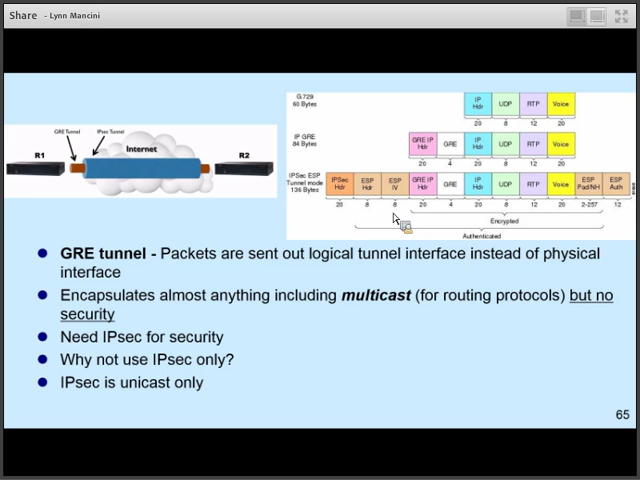 Share - Lynn Mancini
GRE Tunnel
IPsec Tunnel
R1
Internet
R2
G.729
60 Bytes
IP Hdr
UDP
RTP
Voice
20 8 12 20
IP GRE
84 Bytes
GRE IP Hdr
GRE
IP Hdr
UDP
RTP
Voice
20 4 20 8 12 20
IPSec ESP
Tunnel mode
136 Bytes
IPSec Hdr
ESP Hdr
ESP IV
GRE IP Hdr
GRE
IP Hdr
UDP
RTP
Voice
ESP Pad/NH
ESP Auth
20 8 8 20 4 20 8 12 20 2-257 12
Encrypted
Authenticated
GRE tunnel - Packets are sent out logical tunnel interface instead of physical
interface
Encapsulates almost anything including multicast (for routing protocols) but no
security
Need IPsec for security
Why not use IPsec only?
IPsec is unicast only
65